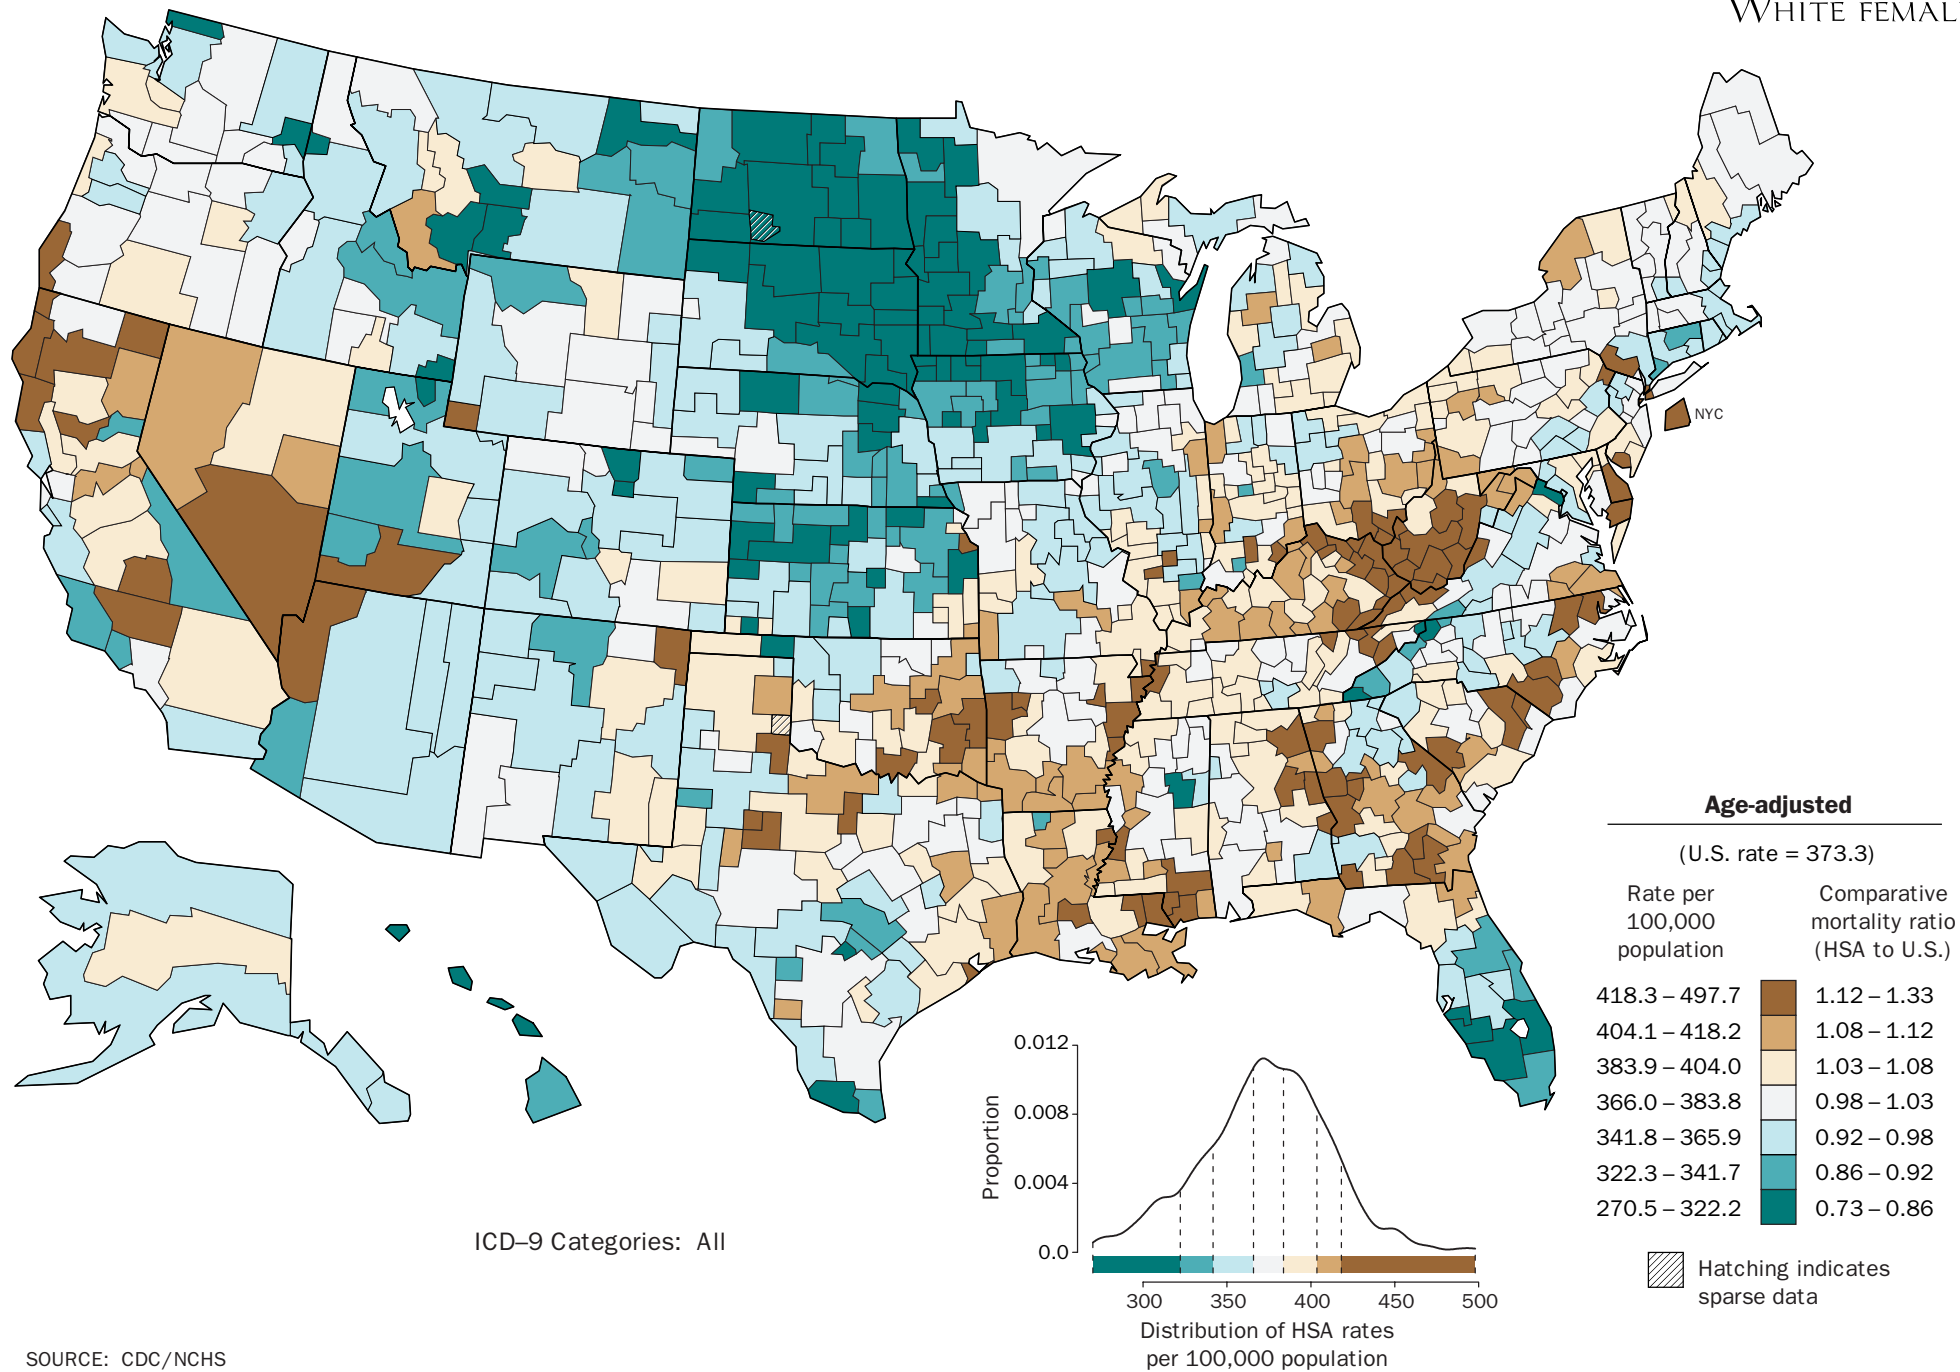 WHITE FEMAL
NYC
Age-adjusted
(U.S. rate = 373.3)
Rate per
100,000
population
Comparative
mortality ratio
(HSA to U.S.)
418.3 – 497.7 1.12 – 1.33
404.1 – 418.2 1.08 – 1.12
383.9 – 404.0 1.03 – 1.08
366.0 – 383.8 0.98 – 1.03
341.8 – 365.9 0.92 – 0.98
322.3 – 341.7 0.86 – 0.92
270.5 – 322.2 0.73 – 0.86
Hatching indicates
sparse data
0.012
0.008
0.004
0.0
Proportion
300 350 400 450 500
Distribution of HSA rates
per 100,000 population
ICD–9 Categories: All
SOURCE: CDC/NCHS